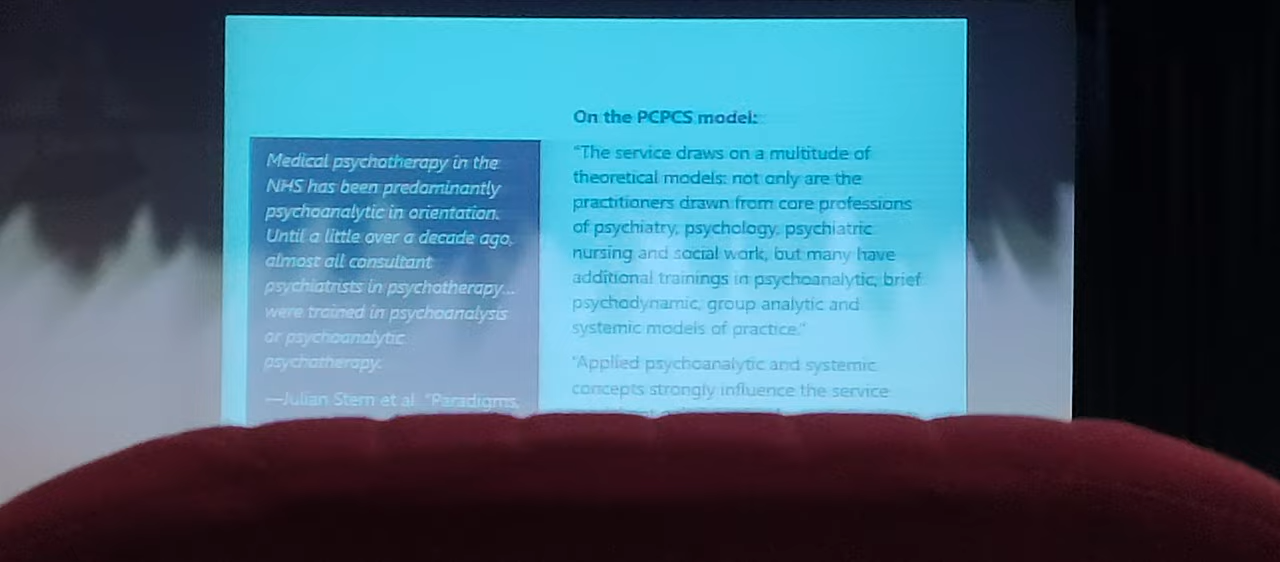 Medical psychotherapy in the
NHS has been predominantly
psychoanalytic in orientation.
Until a little over a decade ago,
almost all consultant
psychiatrists in psychotherapy...
were trained in psychoanalysis
or psychoanalytic
psychotherapy.
—Julian Stern et al. "Paradigms,
On the PCPCS model:
"The service draws on a multitude of
theoretical models: not only are the
practitioners drawn from core professions
of psychiatry, psychology, psychiatric
nursing and social work, but many have
additional trainings in psychoanalytic, brief
psychodynamic, group analytic and
systemic models of practice."
"Applied psychoanalytic and systemic
concepts strongly influence the service